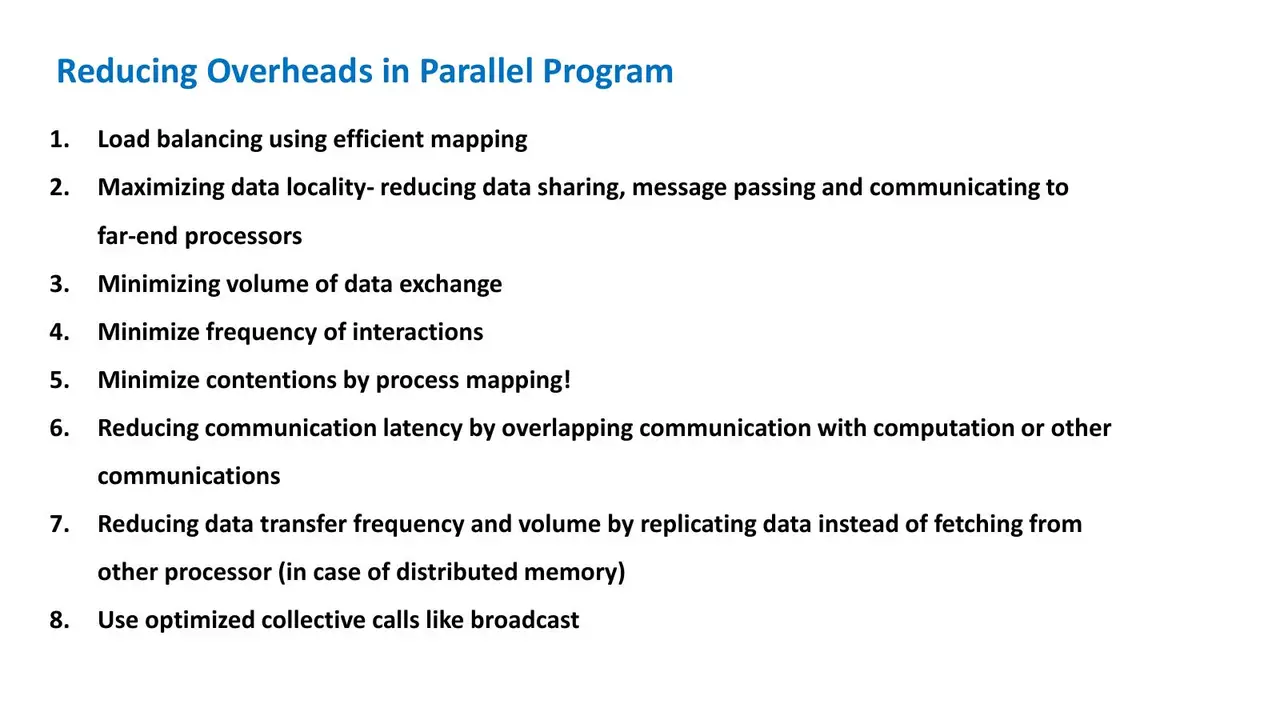 Reducing Overheads in Parallel Program
1. Load balancing using efficient mapping
2. Maximizing data locality- reducing data sharing, message passing and communicating to
far-end processors
3. Minimizing volume of data exchange
4. Minimize frequency of interactions
5. Minimize contentions by process mapping!
6. Reducing communication latency by overlapping communication with computation or other
communications
7. Reducing data transfer frequency and volume by replicating data instead of fetching from
other processor (in case of distributed memory)
8. Use optimized collective calls like broadcast